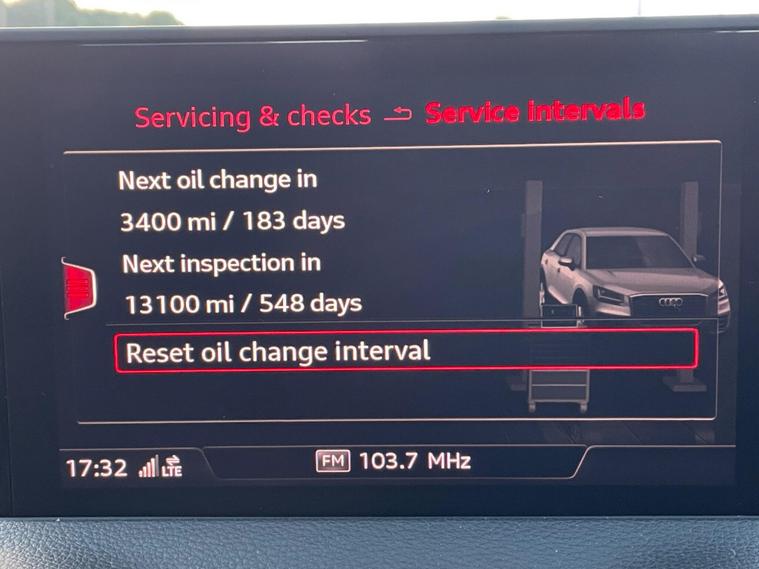 Servicing & checks Service intervals
Next oil change in
3400 mi / 183 days
Next inspection in
13100 mi / 548 days
Reset oil change interval
17:32 LTE FM 103.7 MHz